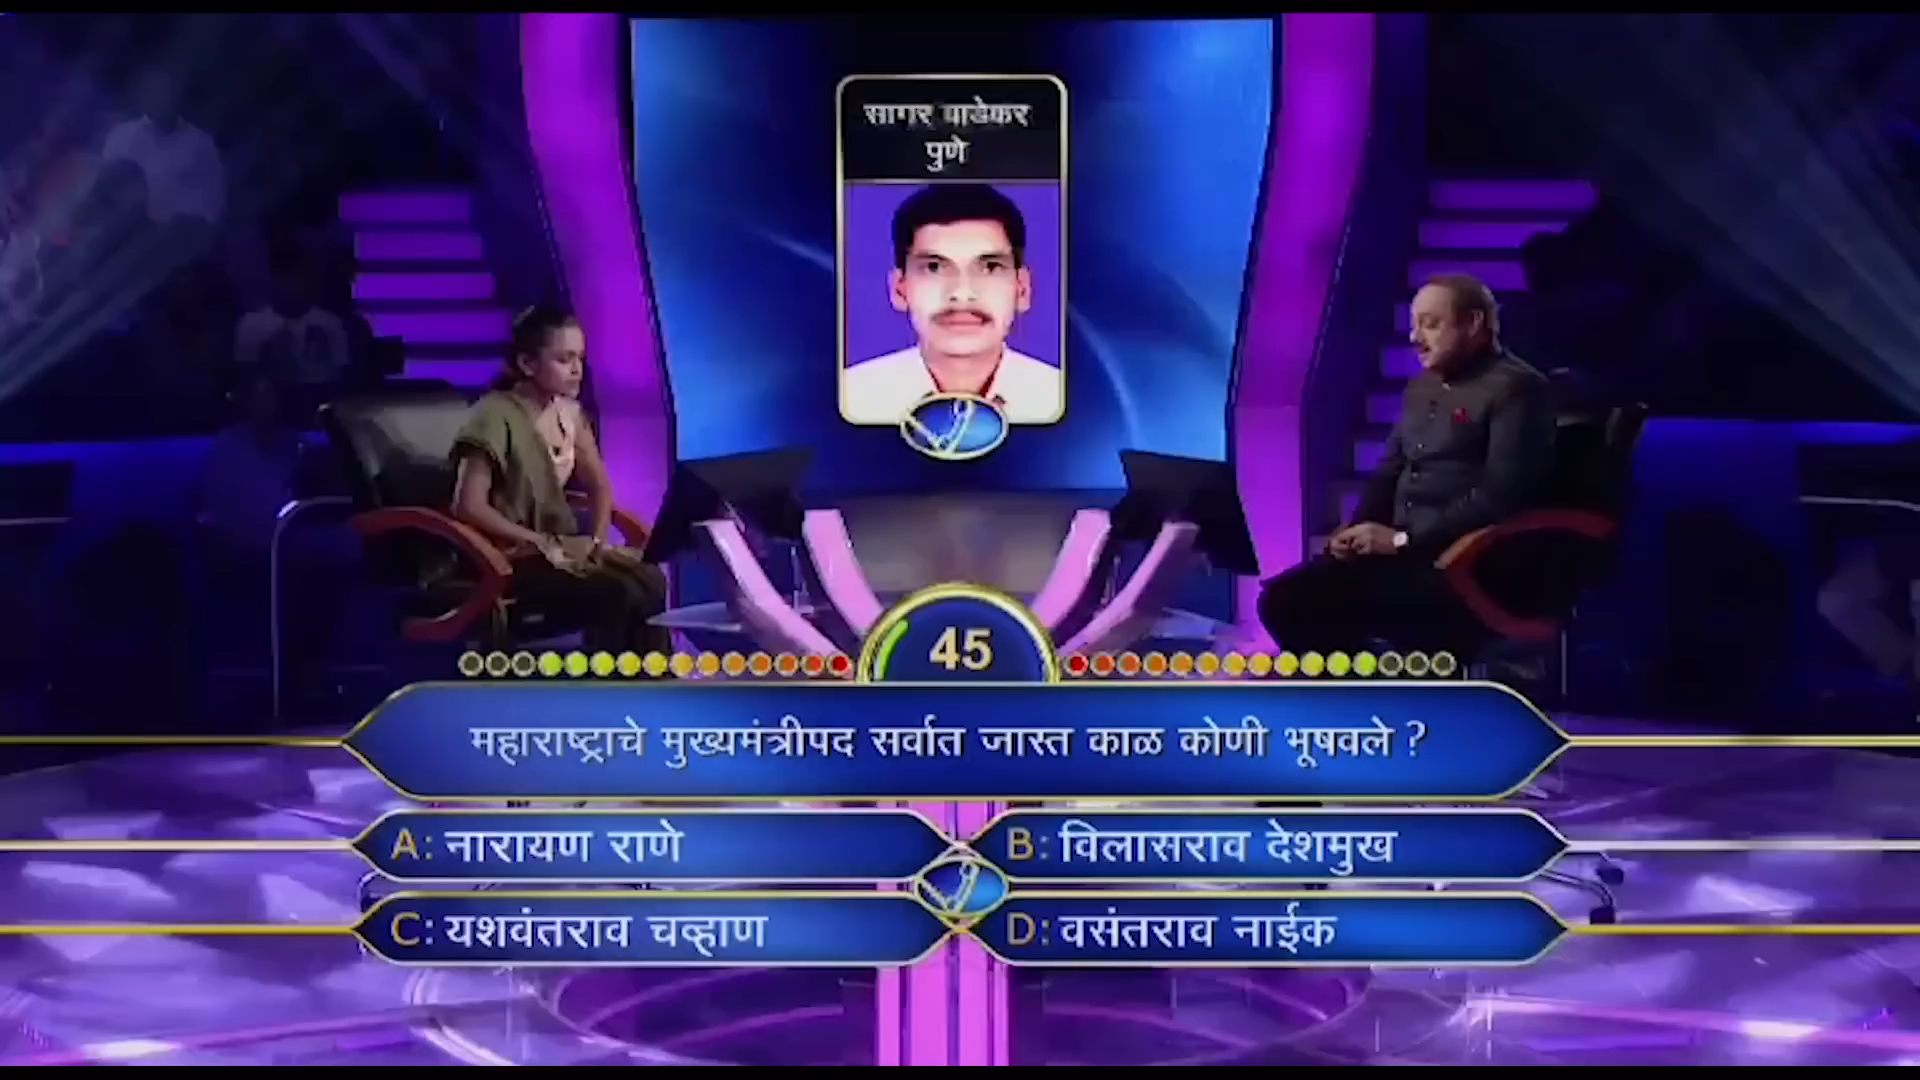 सागर वाडेकर
पुणे
45
महाराष्ट्राचे मुख्यमंत्रीपद सर्वात जास्त काळ कोणी भूषवले ?
A: नारायण राणे
B: विलासराव देशमुख
C: यशवंतराव चव्हाण
D: वसंतराव नाईक